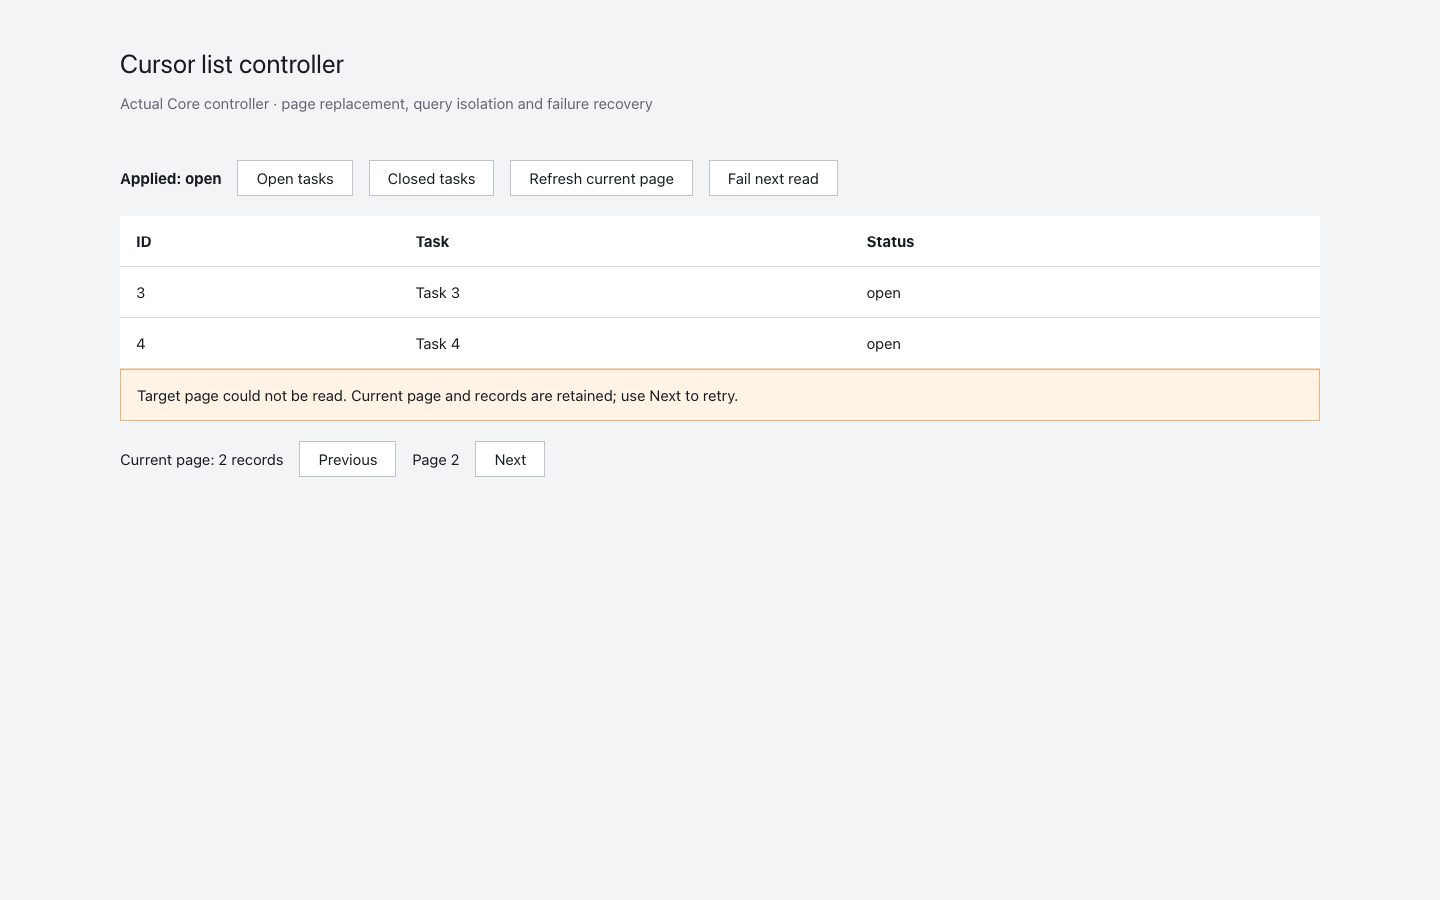 Cursor list controller
Actual Core controller · page replacement, query isolation and failure recovery
Applied: open Open tasks Closed tasks Refresh current page Fail next read
ID Task Status
3 Task 3 open
4 Task 4 open
Target page could not be read. Current page and records are retained; use Next to retry.
Current page: 2 records Previous Page 2 Next